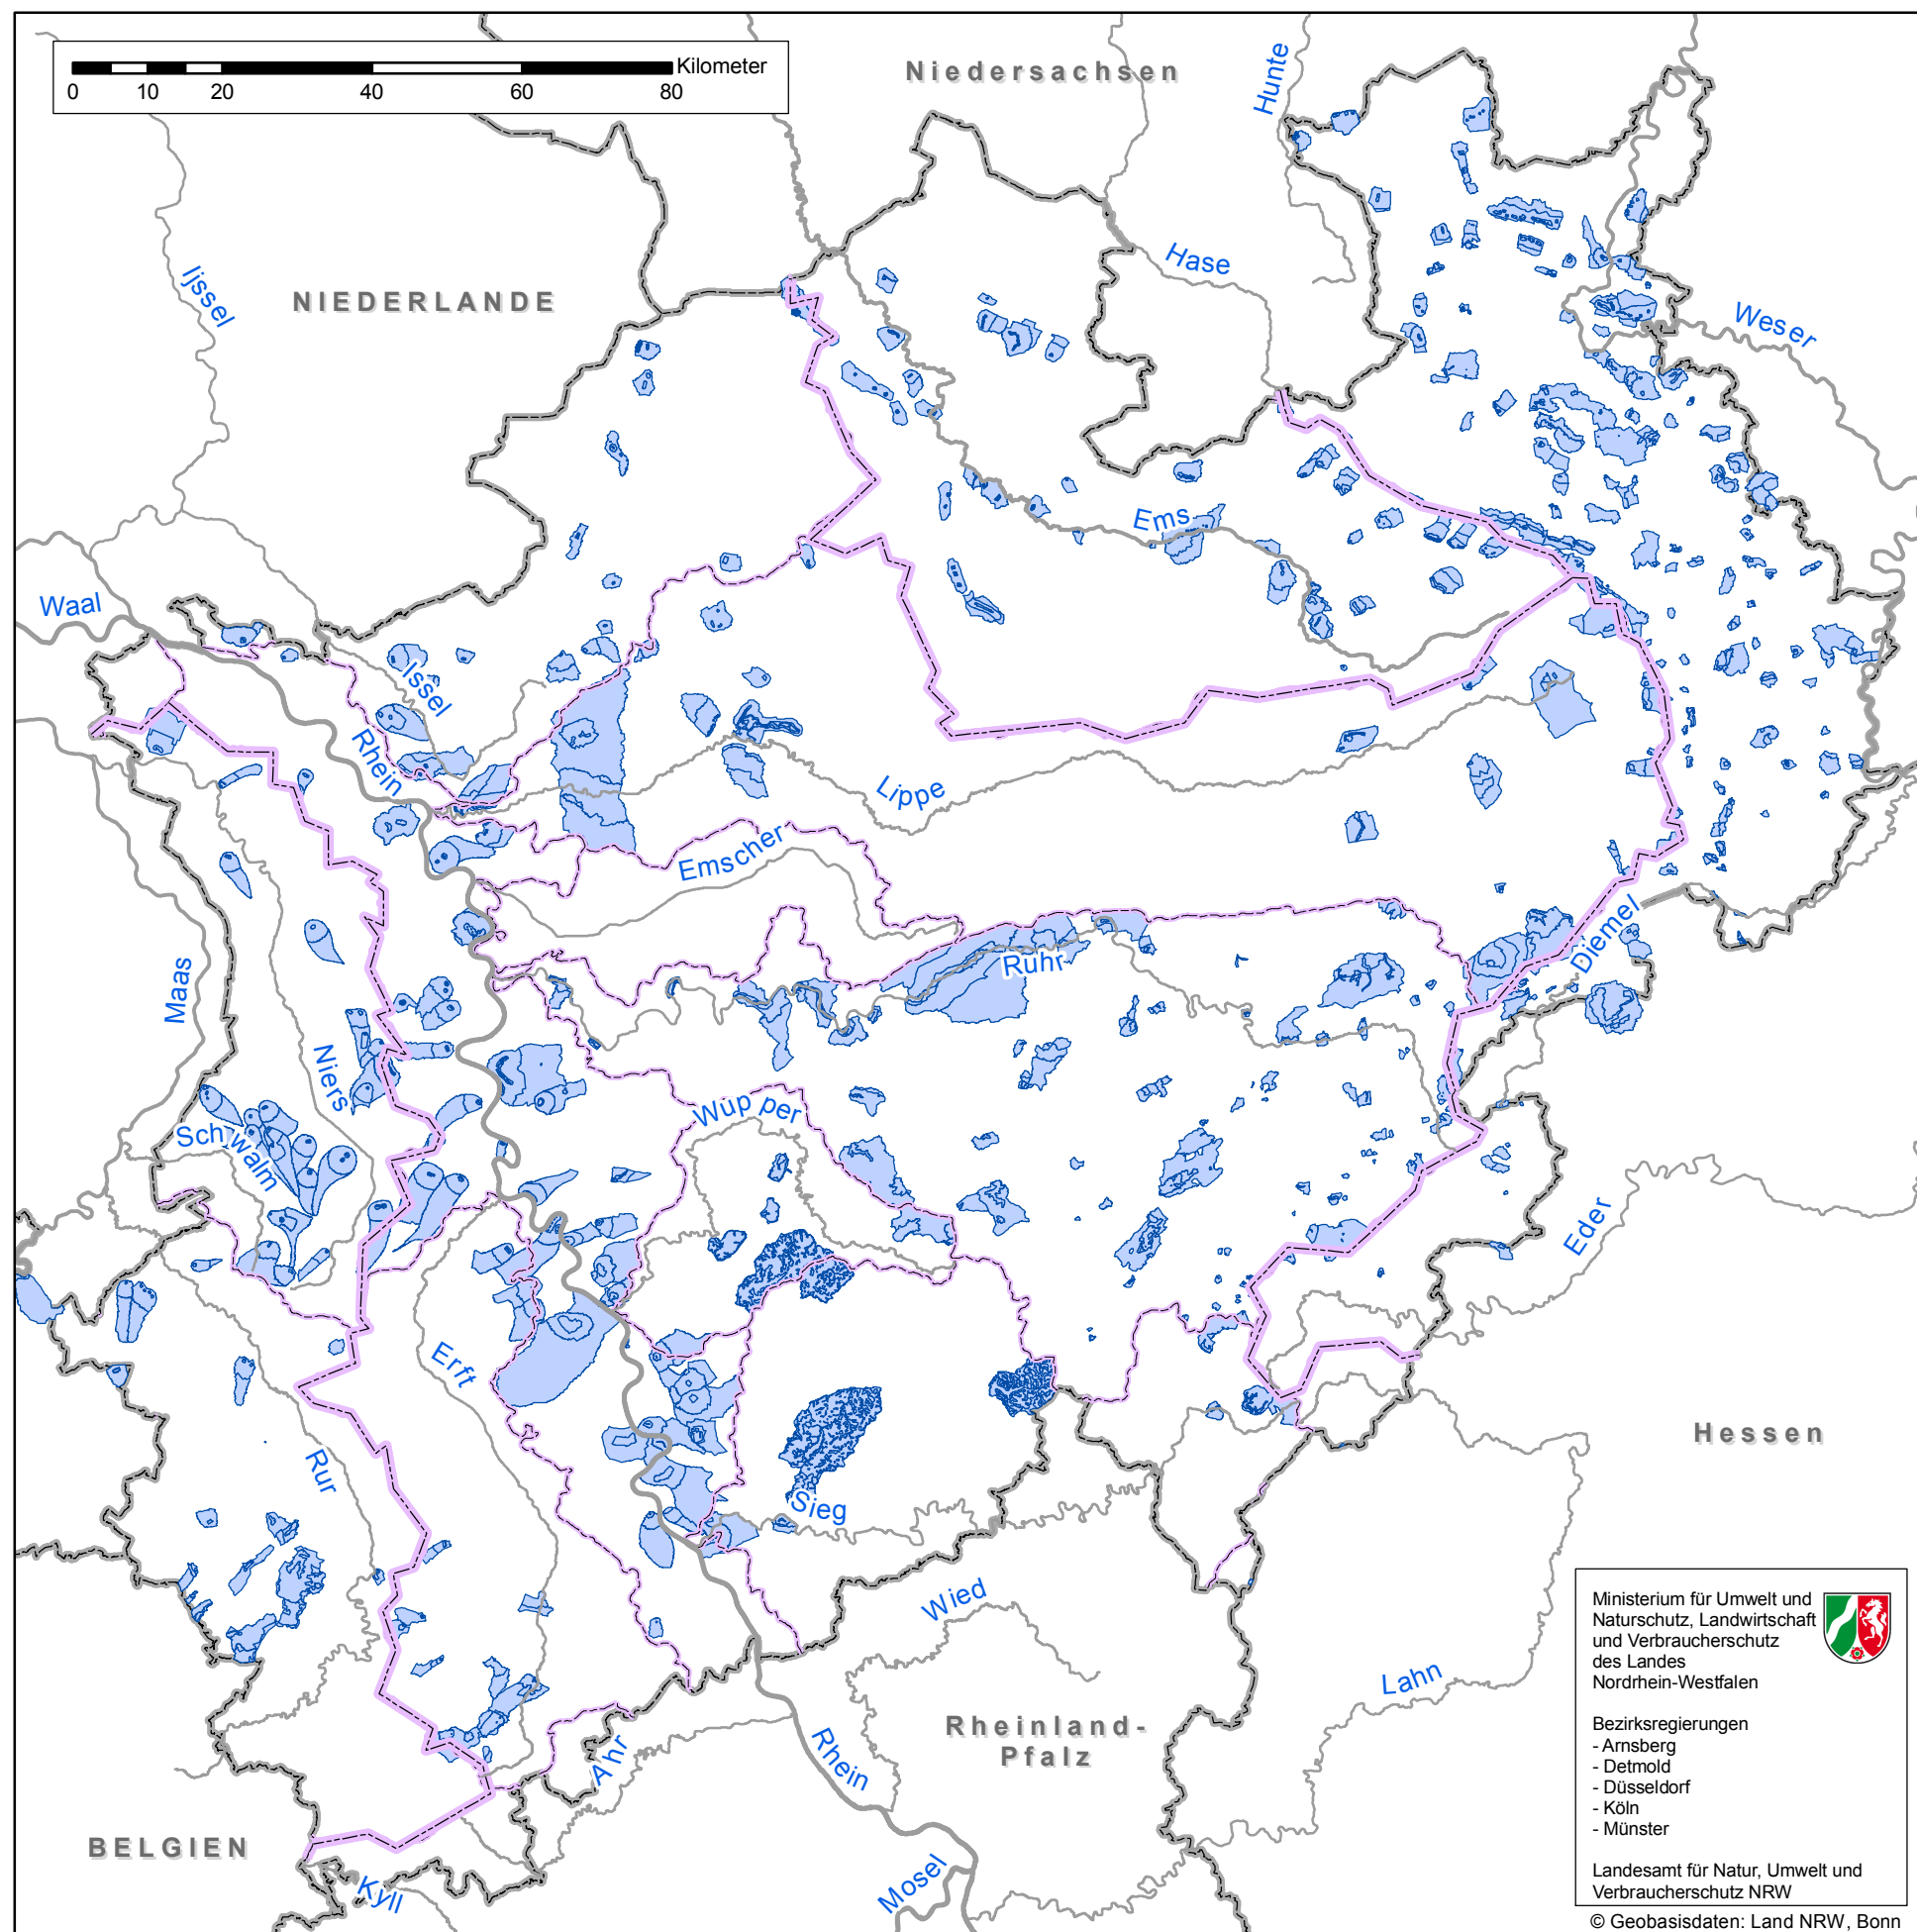 Kilometer
0 10 20 40 60 80
Niedersachsen
Hunte
Hase
Ijssel
NIEDERLANDE
Weser
Ems
Waal
Issel
Rhein
Lippe
Emscher
Maas
Ruhr
Diemel
Niers
Wupper
Schwalm
Eder
Erft
Rur
Hessen
Sieg
Wied
Lahn
Rheinland-
Pfalz
Rhein
Ahr
BELGIEN
Kyll
Mosel
Ministerium für Umwelt und
Naturschutz, Landwirtschaft
und Verbraucherschutz
des Landes
Nordrhein-Westfalen
Bezirksregierungen
- Arnsberg
- Detmold
- Düsseldorf
- Köln
- Münster
Landesamt für Natur, Umwelt und
Verbraucherschutz NRW
© Geobasisdaten: Land NRW, Bonn